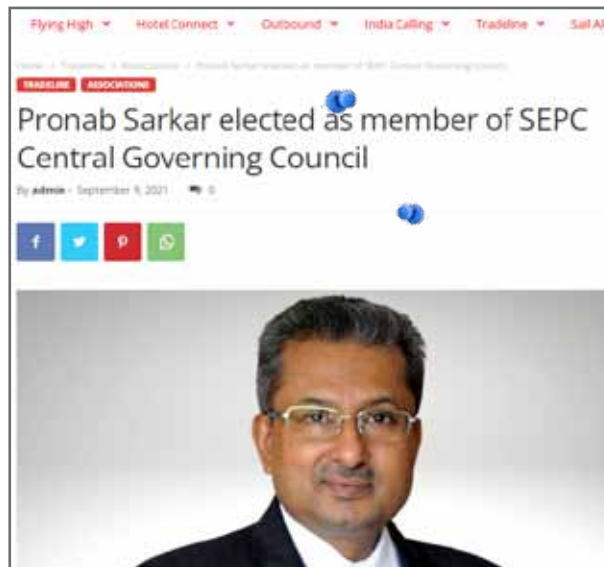 Flying High Hotel Connect Outbound India Calling Tradeline Sail
TRADELINE ASSOCIATIONS
Pronab Sarkar elected as member of SEPC
Central Governing Council
By admin - September 9, 2021 0